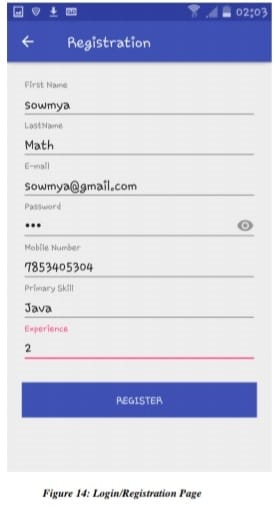 02:03
Registration
First Name
sowmya
LastName
Math
E-mail
sowmya@gmail.com
Password
•••
Mobile Number
7853405304
Primary Skill
Java
Experience
2
REGISTER
Figure 14: Login/Registration Page